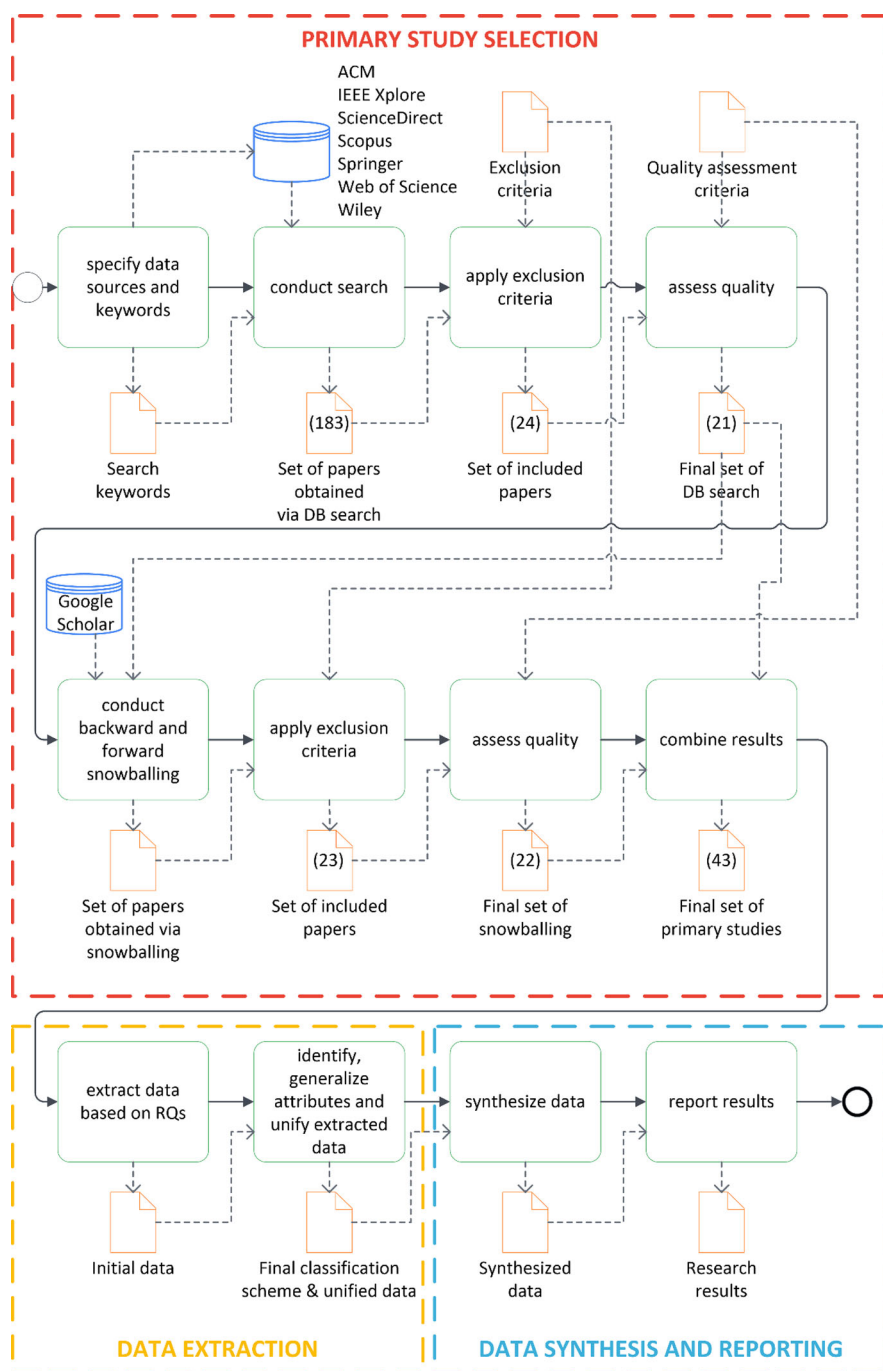 PRIMARY STUDY SELECTION
ACM
IEEE Xplore
ScienceDirect
Scopus
Springer
Web of Science
Wiley
Exclusion
criteria
Quality assessment
criteria
specify data
sources and
keywords
conduct search
apply exclusion
criteria
assess quality
Search
keywords
(183)
Set of papers
obtained
via DB search
(24)
Set of included
papers
(21)
Final set of
DB search
Google
Scholar
conduct
backward and
forward
snowballing
apply exclusion
criteria
assess quality
combine results
Set of papers
obtained via
snowballing
(23)
Set of included
papers
(22)
Final set of
snowballing
(43)
Final set of
primary studies
extract data
based on RQs
identify,
generalize
attributes and
unify extracted
data
synthesize data
report results
Initial data
Final classification
scheme & unified data
Synthesized
data
Research
results
DATA EXTRACTION
DATA SYNTHESIS AND REPORTING